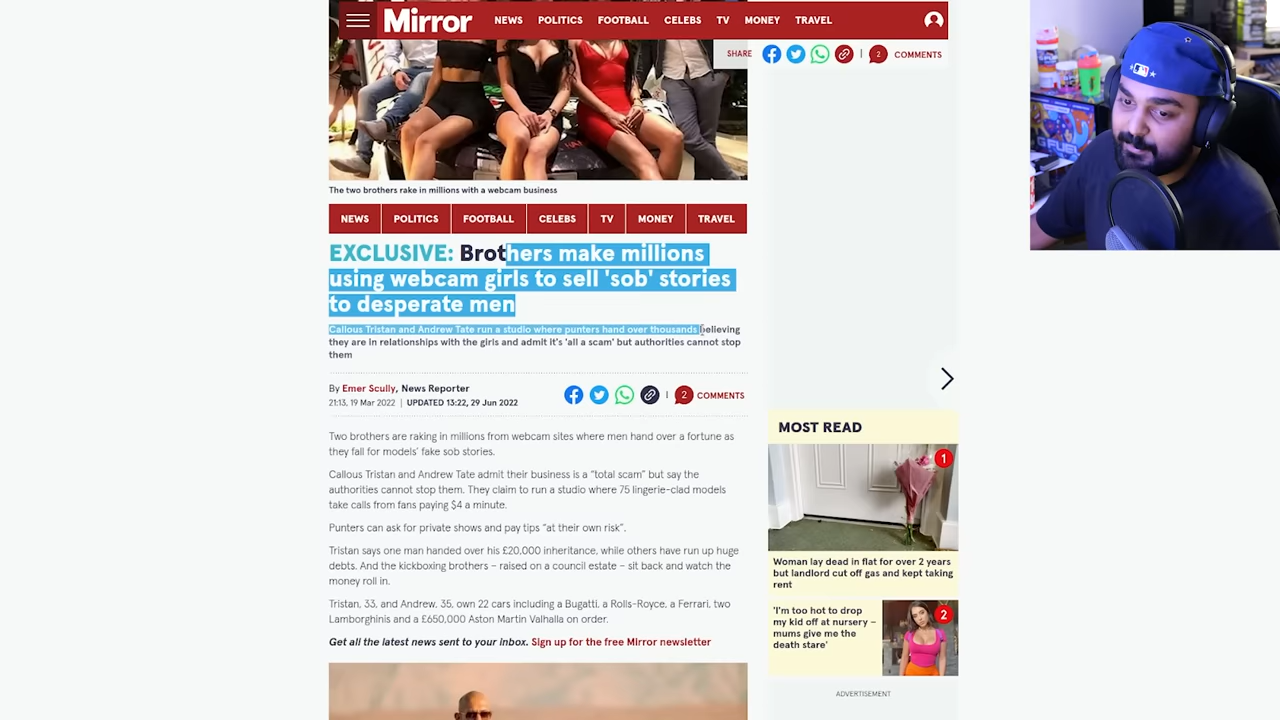 Mirror
NEWS POLITICS FOOTBALL CELEBS TV MONEY TRAVEL
SHARE | 2 COMMENTS
The two brothers rake in millions with a webcam business
NEWS POLITICS FOOTBALL CELEBS TV MONEY TRAVEL
EXCLUSIVE: Brothers make millions
using webcam girls to sell 'sob' stories
to desperate men
Callous Tristan and Andrew Tate run a studio where punters hand over thousands believing
they are in relationships with the girls and admit it's 'all a scam' but authorities cannot stop
them
By Emer Scully, News Reporter
21:13, 19 Mar 2022 | UPDATED 13:22, 29 Jun 2022
| 2 COMMENTS
Two brothers are raking in millions from webcam sites where men hand over a fortune as
they fall for models' fake sob stories.
Callous Tristan and Andrew Tate admit their business is a "total scam" but say the
authorities cannot stop them. They claim to run a studio where 75 lingerie-clad models
take calls from fans paying $4 a minute.
Punters can ask for private shows and pay tips "at their own risk".
Tristan says one man handed over his £20,000 inheritance, while others have run up huge
debts. And the kickboxing brothers – raised on a council estate – sit back and watch the
money roll in.
Tristan, 33, and Andrew, 35, own 22 cars including a Bugatti, a Rolls-Royce, a Ferrari, two
Lamborghinis and a £650,000 Aston Martin Valhalla on order.
Get all the latest news sent to your inbox. Sign up for the free Mirror newsletter
MOST READ
1
Woman lay dead in flat for over 2 years
but landlord cut off gas and kept taking
rent
2
'I'm too hot to drop
my kid off at nursery –
mums give me the
death stare'
ADVERTISEMENT
G FUEL